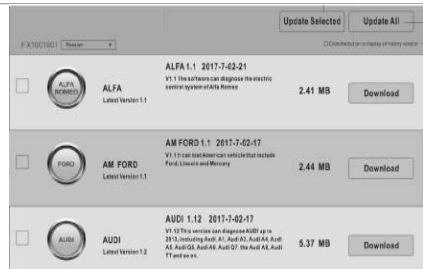 Update Selected
Update All
FX1001601
ALFA ROMEO
ALFA
Latest Version 1.1
ALFA 1.1 2017-7-02-21
V1.1 The software can diagnose the electric
control system of Alfa Romeo
2.41 MB
Download
FORD
AM FORD
Latest Version 1.1
AM FORD 1.1 2017-7-02-17
V1.1 It can test American vehicle that include
Ford, Lincoln and Mercury
2.44 MB
Download
AUDI
AUDI
Latest Version 1.2
AUDI 1.12 2017-7-02-17
V1.12 This version can diagnose AUDI up to
2013, including Audi, A1, Audi A3, Audi A4, Audi
A5, Audi Q5, Audi A6, Audi Q7, the Audi A8, Audi
TT and so on.
5.37 MB
Download